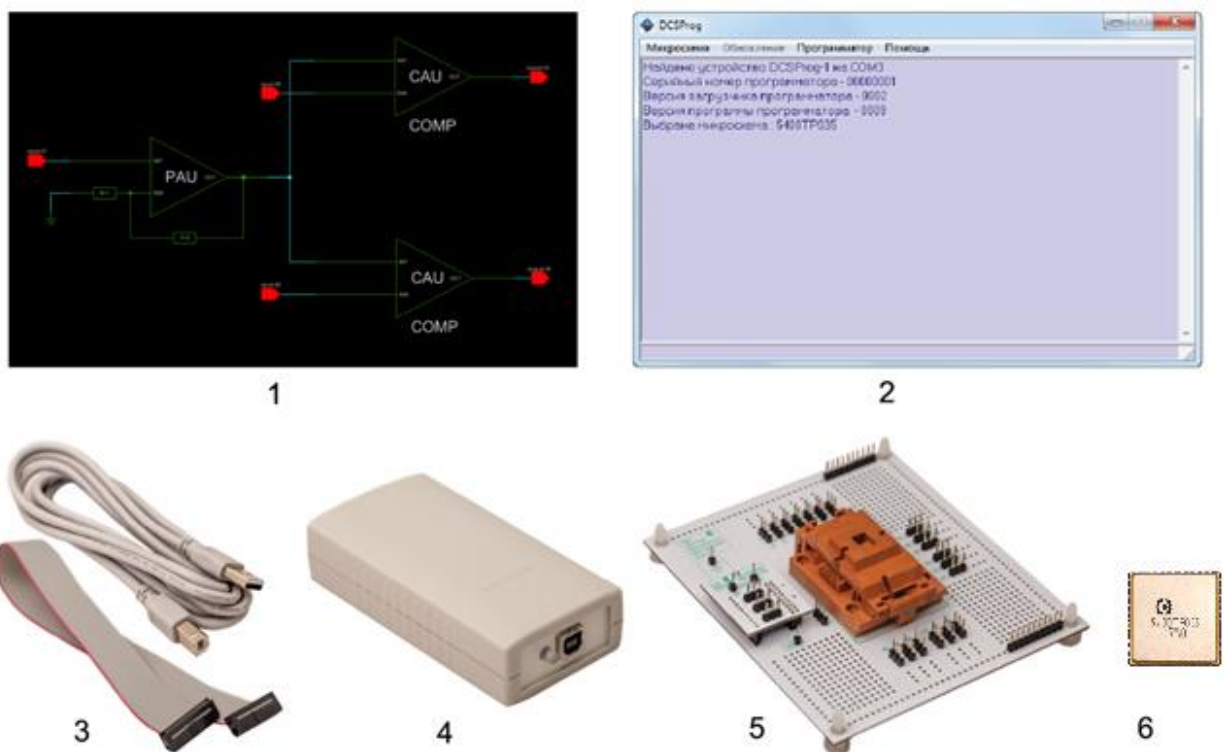 PAU
CAU
COMP
CAU
COMP
1
DCSProg
Микросхема Обновление Программатор Помощь
Найдено устройство DCSProg-1 на COM3
Серийный номер программатора - 00000001
Версия загрузчика программатора - 0002
Версия программы программатора - 0009
Выбрана микросхема : 5400ТР035
2
3
4
5
6